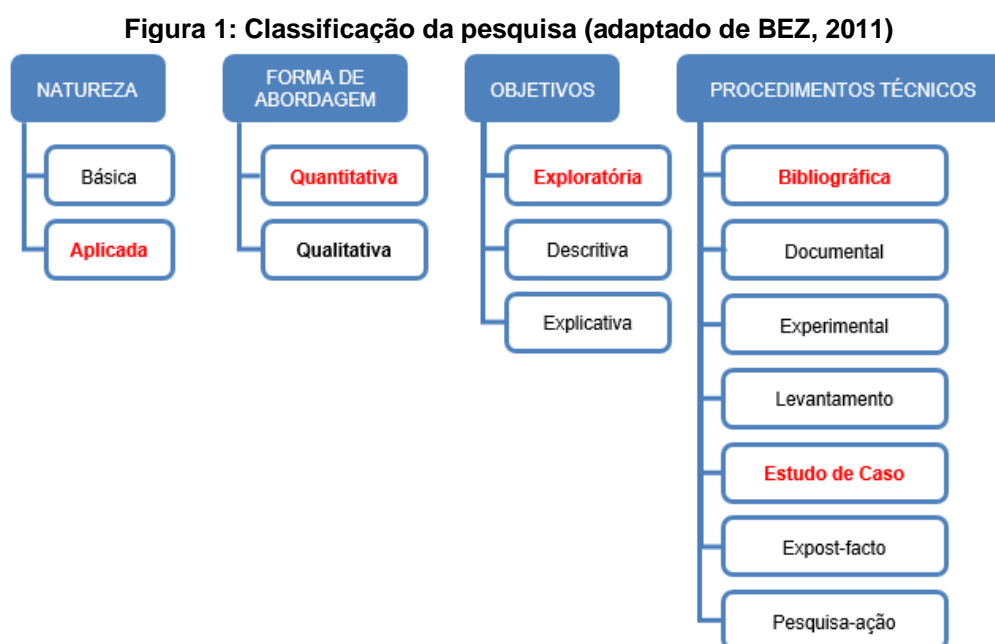 Figura 1: Classificação da pesquisa (adaptado de BEZ, 2011)
NATUREZA
Básica
Aplicada
FORMA DE
ABORDAGEM
Quantitativa
Qualitativa
OBJETIVOS
Exploratória
Descritiva
Explicativa
PROCEDIMENTOS TÉCNICOS
Bibliográfica
Documental
Experimental
Levantamento
Estudo de Caso
Expost-facto
Pesquisa-ação